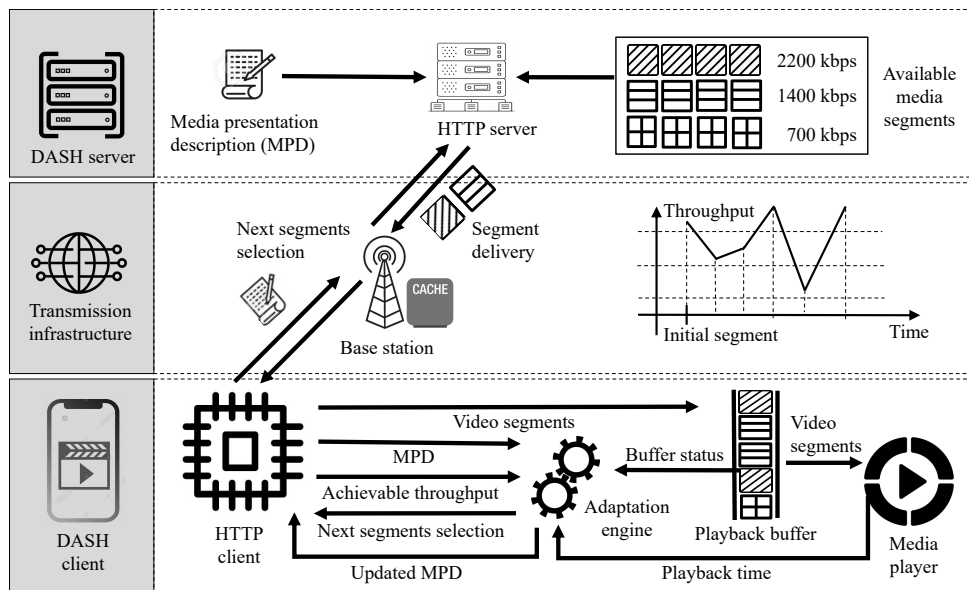 DASH server
Media presentation
description (MPD)
HTTP server
2200 kbps
1400 kbps
700 kbps
Available
media
segments
Transmission
infrastructure
Next segments
selection
Segment
delivery
CACHE
Base station
Throughput
Initial segment
Time
DASH
client
HTTP
client
Video segments
MPD
Achievable throughput
Next segments selection
Updated MPD
Adaptation
engine
Buffer status
Playback buffer
Video
segments
Playback time
Media
player